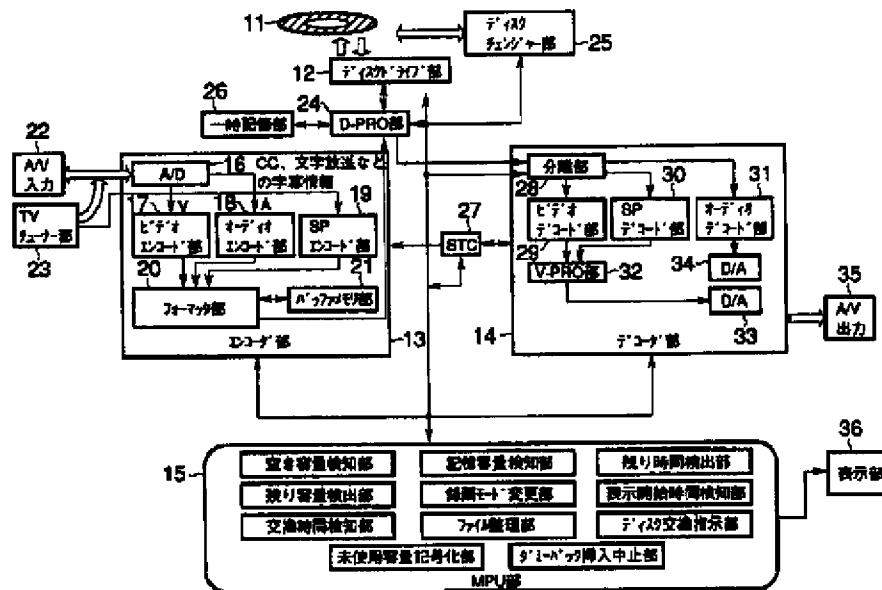 11
ディスク
チェンジャー部
25
12
ディスクドライブ部
26
24
一時記憶部
D-PRO部
22
A/V
入力
16
CC、文字放送など
の字幕情報
A/D
TV
チューナー部
23
17
V
18
A
19
ビデオ
エンコード部
オーディオ
エンコード部
SP
エンコード部
20
21
フォーマッタ部
バッファメモリ部
エンコーダ部
13
27
STC
分離部
28
30
31
ビデオ
デコード部
SP
デコード部
オーディオ
デコード部
29
V-PRO部
32
34
D/A
D/A
33
14
デコーダ部
35
A/V
出力
15
空き容量検知部
記憶容量検知部
残り時間検出部
残り容量検出部
録画モード変更部
表示開始時間検知部
交換時間検知部
ファイル整理部
ディスク交換指示部
未使用容量記号化部
ダミーパック挿入中止部
MPU部
36
表示部